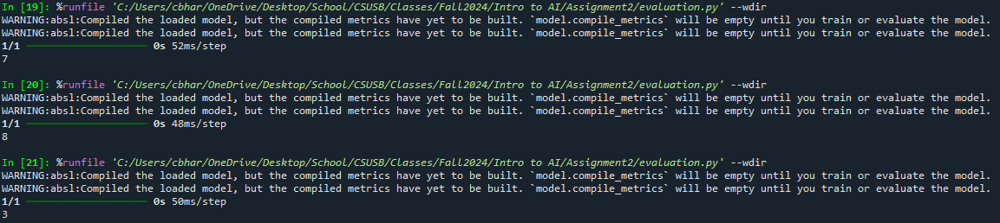 In [19]: %runfile 'C:/Users/cbhar/OneDrive/Desktop/School/CSUSB/Classes/Fall2024/Intro to AI/Assignment2/evaluation.py' --wdir
WARNING:absl:Compiled the loaded model, but the compiled metrics have yet to be built. `model.compile_metrics` will be empty until you train or evaluate the model.
WARNING:absl:Compiled the loaded model, but the compiled metrics have yet to be built. `model.compile_metrics` will be empty until you train or evaluate the model.
1/1 ━━━━━━━━━━━━━━━━━━━━ 0s 52ms/step
7
In [20]: %runfile 'C:/Users/cbhar/OneDrive/Desktop/School/CSUSB/Classes/Fall2024/Intro to AI/Assignment2/evaluation.py' --wdir
WARNING:absl:Compiled the loaded model, but the compiled metrics have yet to be built. `model.compile_metrics` will be empty until you train or evaluate the model.
WARNING:absl:Compiled the loaded model, but the compiled metrics have yet to be built. `model.compile_metrics` will be empty until you train or evaluate the model.
1/1 ━━━━━━━━━━━━━━━━━━━━ 0s 48ms/step
8
In [21]: %runfile 'C:/Users/cbhar/OneDrive/Desktop/School/CSUSB/Classes/Fall2024/Intro to AI/Assignment2/evaluation.py' --wdir
WARNING:absl:Compiled the loaded model, but the compiled metrics have yet to be built. `model.compile_metrics` will be empty until you train or evaluate the model.
WARNING:absl:Compiled the loaded model, but the compiled metrics have yet to be built. `model.compile_metrics` will be empty until you train or evaluate the model.
1/1 ━━━━━━━━━━━━━━━━━━━━ 0s 50ms/step
3